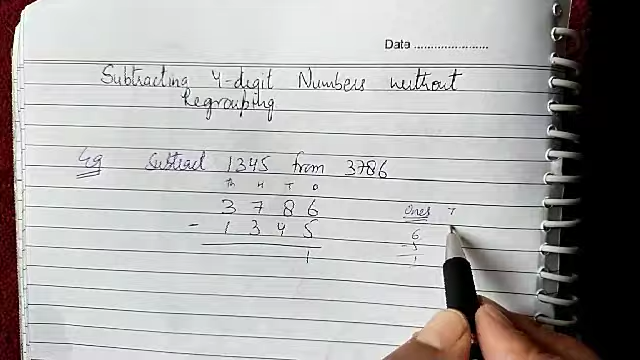 Date ......................
Subtracting 4-digit Numbers without
Regrouping
Eg Subtract 1345 from 3786
Th H T O
3 7 8 6 Ones T
- 1 3 4 5 6
- 5
1 1